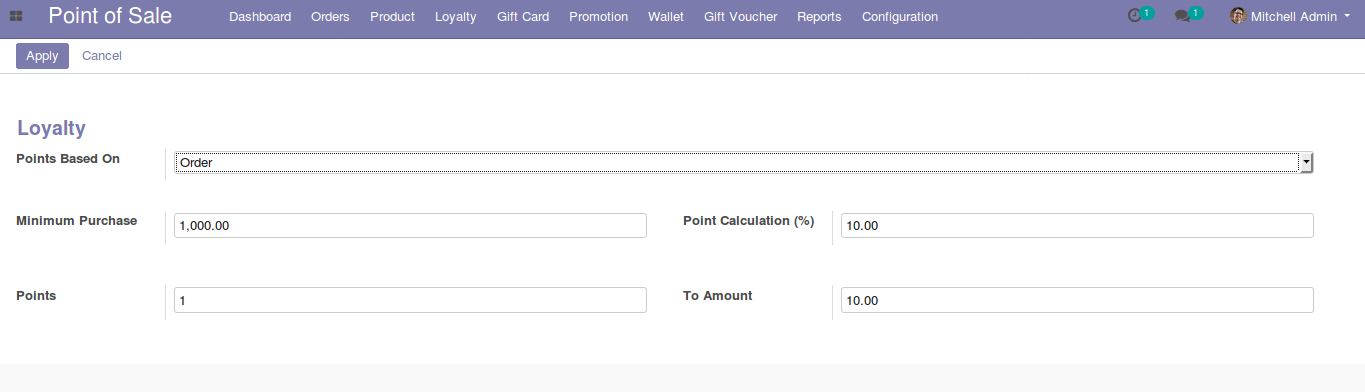 Point of Sale Dashboard Orders Product Loyalty Gift Card Promotion Wallet Gift Voucher Reports Configuration 1 1 Mitchell Admin
Apply Cancel
Loyalty
Points Based On Order
Minimum Purchase 1,000.00 Point Calculation (%) 10.00
Points 1 To Amount 10.00